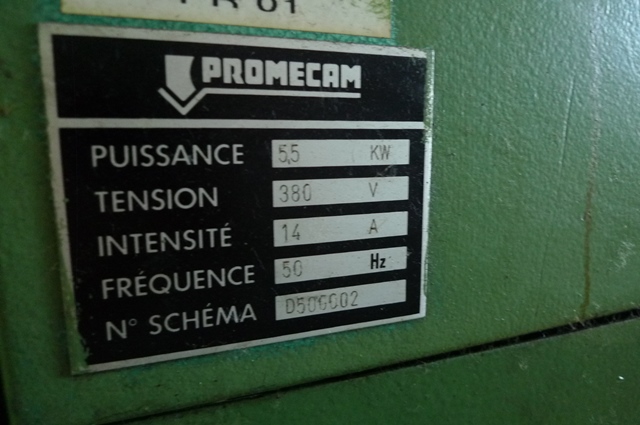 PROMECAM
PUISSANCE 5,5 KW
TENSION 380 V
INTENSITÉ 14 A
FRÉQUENCE 50 Hz
N° SCHÉMA